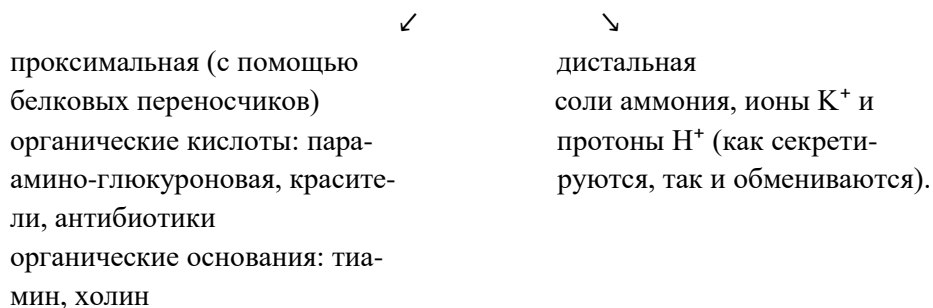 ↙ ↘
проксимальная (с помощью
белковых переносчиков)
органические кислоты: пара-
амино-глюкуроновая, красите-
ли, антибиотики
органические основания: тиа-
мин, холин
дистальная
соли аммония, ионы K⁺ и
протоны H⁺ (как секрети-
руются, так и обмениваются).